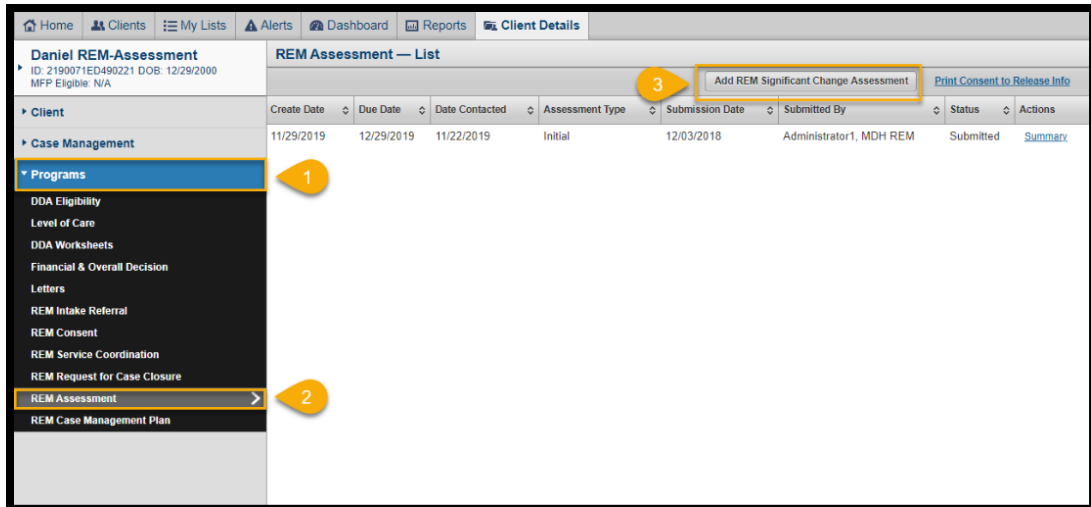 Home Clients My Lists Alerts Dashboard Reports Client Details
Daniel REM-Assessment
ID: 2190071ED490221 DOB: 12/29/2000
MFP Eligible: N/A
REM Assessment — List
3 Add REM Significant Change Assessment Print Consent to Release Info
Client
Case Management
Programs
1
DDA Eligibility
Level of Care
DDA Worksheets
Financial & Overall Decision
Letters
REM Intake Referral
REM Consent
REM Service Coordination
REM Request for Case Closure
REM Assessment
2
REM Case Management Plan
Create Date Due Date Date Contacted Assessment Type Submission Date Submitted By Status Actions
11/29/2019 12/29/2019 11/22/2019 Initial 12/03/2018 Administrator1, MDH REM Submitted Summary